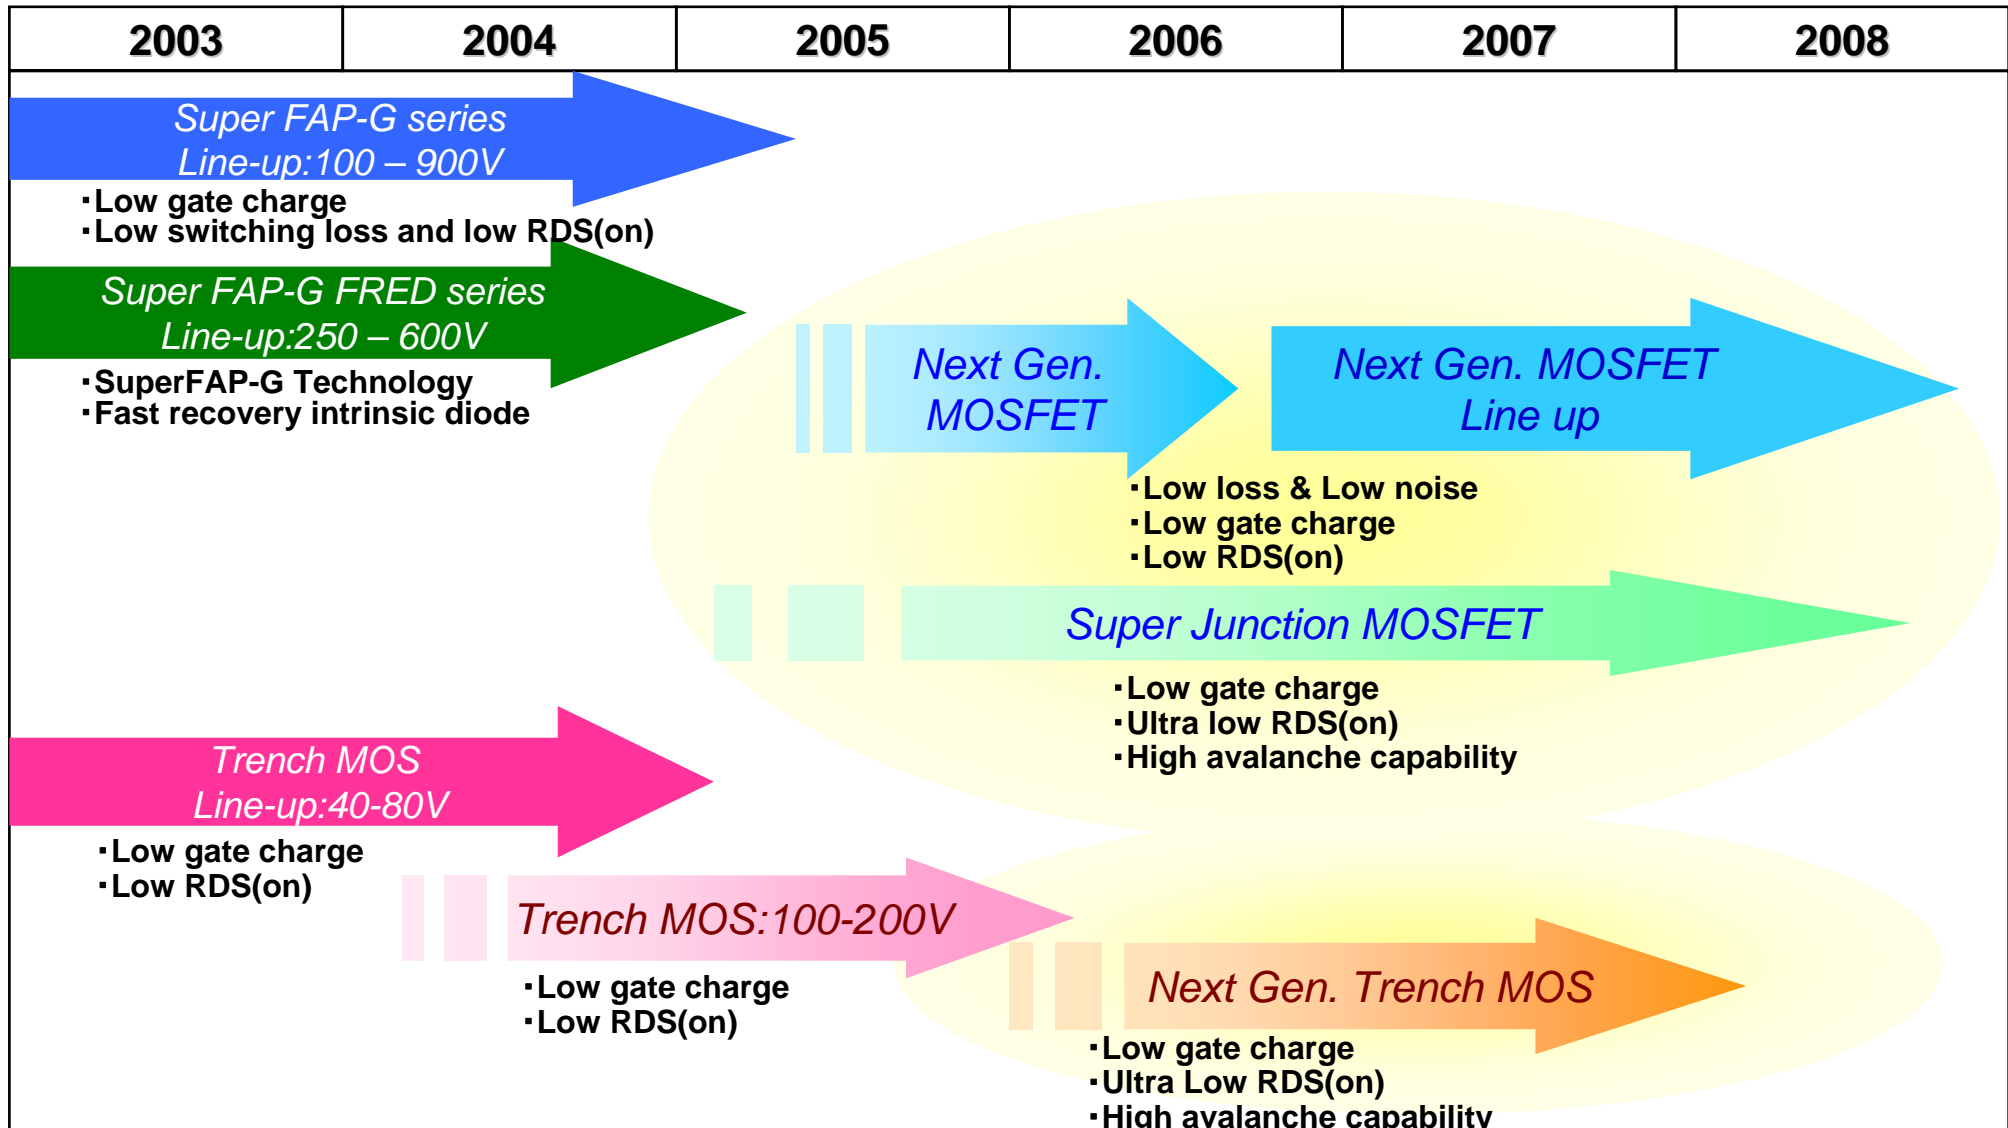 2003 2004 2005 2006 2007 2008
Super FAP-G series
Line-up:100 – 900V
・Low gate charge
・Low switching loss and low RDS(on)
Super FAP-G FRED series
Line-up:250 – 600V
・SuperFAP-G Technology
・Fast recovery intrinsic diode
Next Gen.
MOSFET
Next Gen. MOSFET
Line up
・Low loss & Low noise
・Low gate charge
・Low RDS(on)
Super Junction MOSFET
・Low gate charge
・Ultra low RDS(on)
・High avalanche capability
Trench MOS
Line-up:40-80V
・Low gate charge
・Low RDS(on)
Trench MOS:100-200V
・Low gate charge
・Low RDS(on)
Next Gen. Trench MOS
・Low gate charge
・Ultra Low RDS(on)
・High avalanche capability